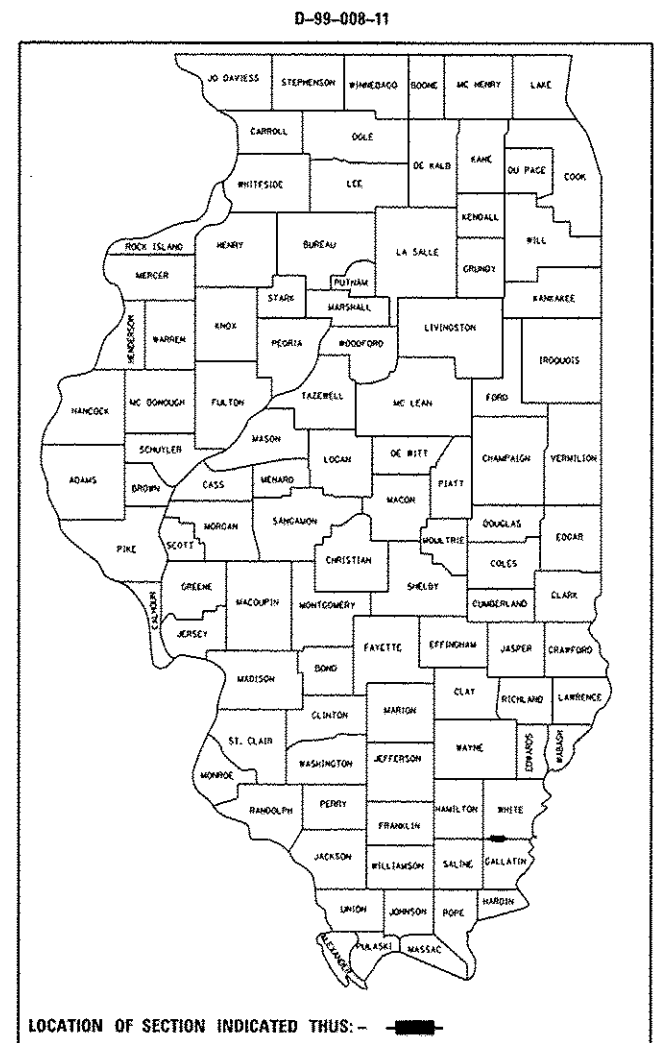 D-99-008-11
JO DAVIESS STEPHENSON WINNEBAGO BOONE MC HENRY LAKE
CARROLL OGLE DE KALB KANE DU PAGE COOK
WHITESIDE LEE KENDALL WILL
ROCK ISLAND HENRY BUREAU LA SALLE GRUNDY
MERCER PUTNAM KANKAKEE
HENDERSON WARREN KNOX STARK MARSHALL LIVINGSTON
PEORIA WOODFORD IROQUOIS
HANCOCK MC DONOUGH FULTON TAZEWELL MC LEAN FORD
MASON
SCHUYLER LOGAN DE WITT CHAMPAIGN VERMILION
ADAMS BROWN CASS MENARD MACON PIATT
MORGAN SANGAMON DOUGLAS
PIKE SCOTT CHRISTIAN MOULTRIE COLES EDGAR
CALHOUN GREENE MACOUPIN MONTGOMERY SHELBY CUMBERLAND CLARK
JERSEY FAYETTE EFFINGHAM JASPER CRAWFORD
MADISON BOND
CLAY RICHLAND LAWRENCE
CLINTON MARION
ST. CLAIR WAYNE EDWARDS WABASH
MONROE WASHINGTON JEFFERSON
RANDOLPH PERRY HAMILTON WHITE
FRANKLIN
JACKSON WILLIAMSON SALINE GALLATIN
UNION JOHNSON POPE HARDIN
ALEXANDER PULASKI MASSAC
LOCATION OF SECTION INDICATED THUS: -